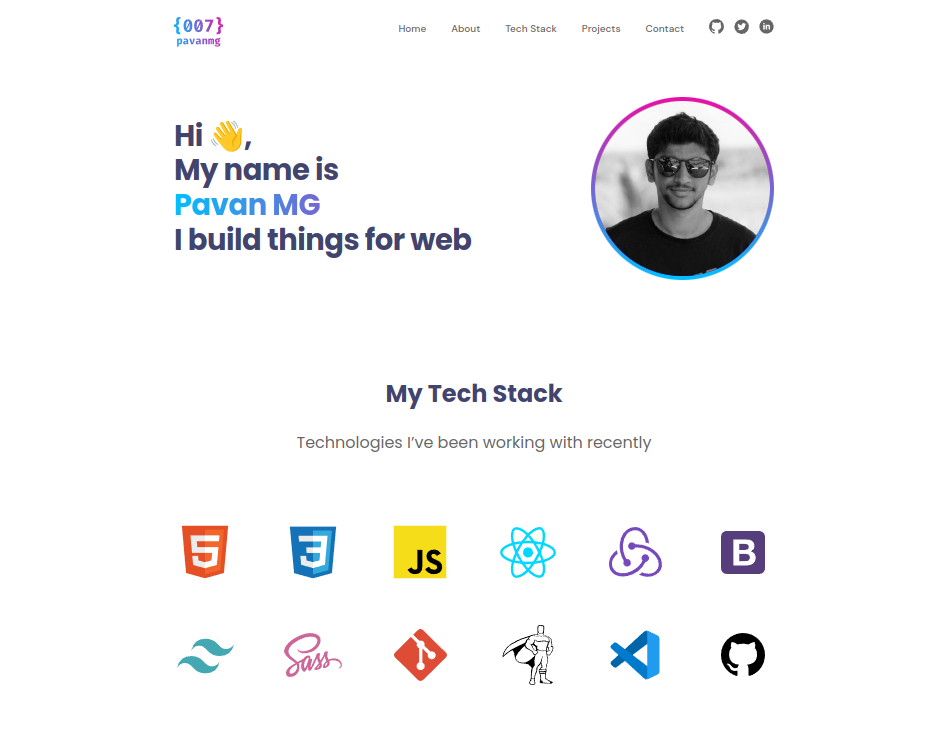 {007}
pavanmg
Home About Tech Stack Projects Contact
in
Hi 👋,
My name is
Pavan MG
I build things for web
My Tech Stack
Technologies I’ve been working with recently
5 3 JS B
Sass